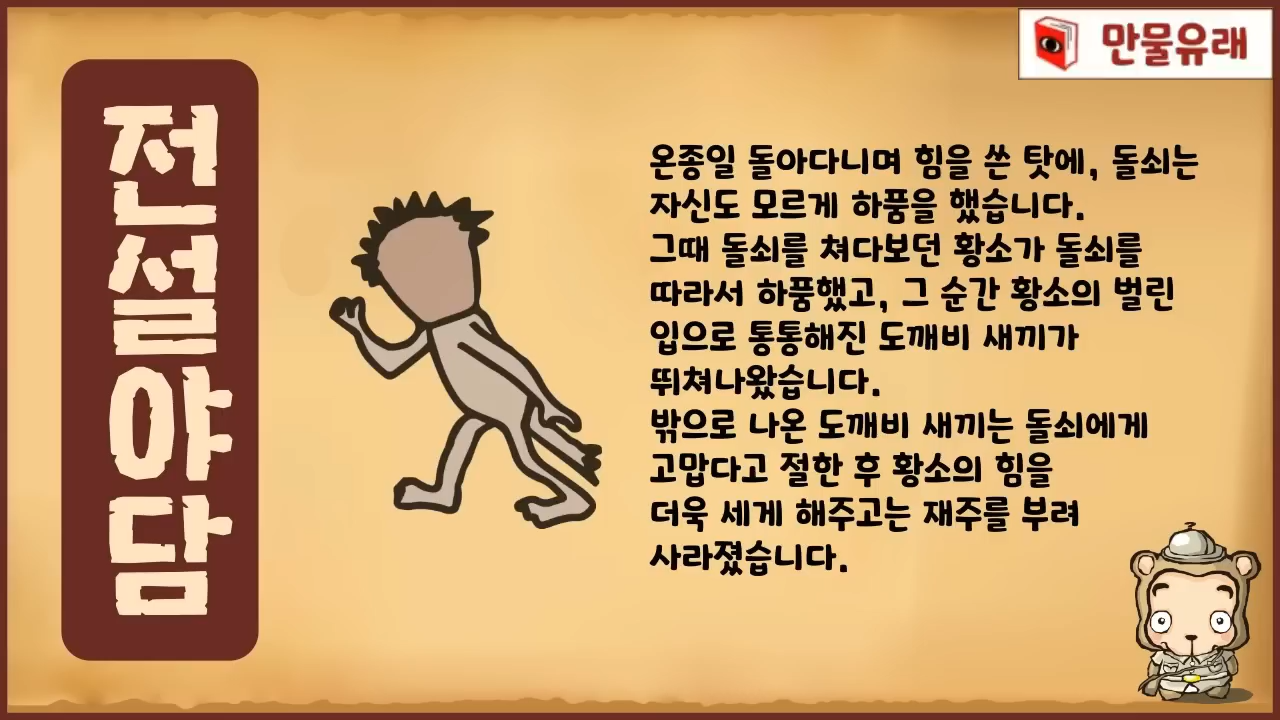 만물유래
전설야담
온종일 돌아다니며 힘을 쓴 탓에, 돌쇠는
자신도 모르게 하품을 했습니다.
그때 돌쇠를 쳐다보던 황소가 돌쇠를
따라서 하품했고, 그 순간 황소의 벌린
입으로 통통해진 도깨비 새끼가
뛰쳐나왔습니다.
밖으로 나온 도깨비 새끼는 돌쇠에게
고맙다고 절한 후 황소의 힘을
더욱 세게 해주고는 재주를 부려
사라졌습니다.